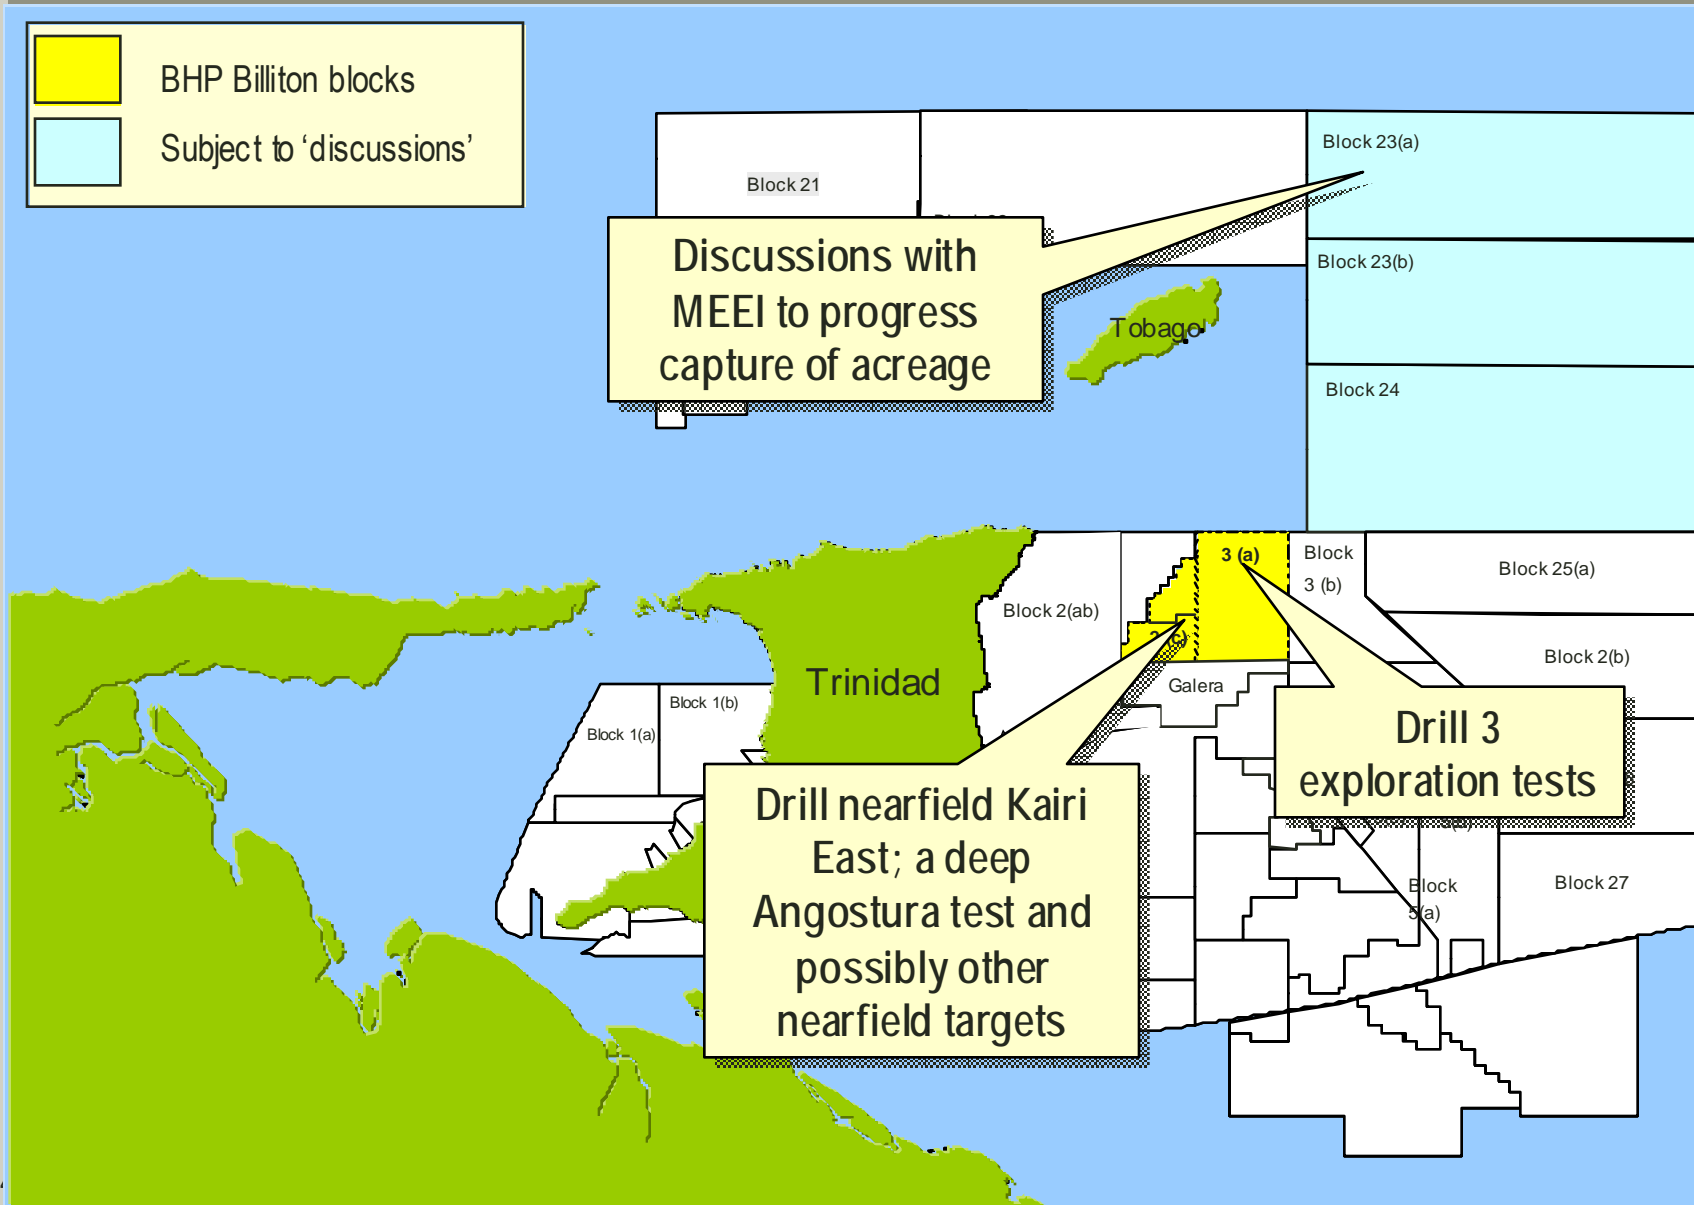 BHP Billiton blocks
Subject to ‘discussions’
Block 21
Block 23(a)
Discussions with
MEEI to progress
capture of acreage
Block 23(b)
Tobago
Block 24
3 (a)
Block
3 (b)
Block 25(a)
Block 2(ab)
2 (c)
Block 2(b)
Galera
Trinidad
Block 1(b)
Block 1(a)
Drill 3
exploration tests
Drill nearfield Kairi
East; a deep
Angostura test and
possibly other
nearfield targets
Block
5(a)
Block 27